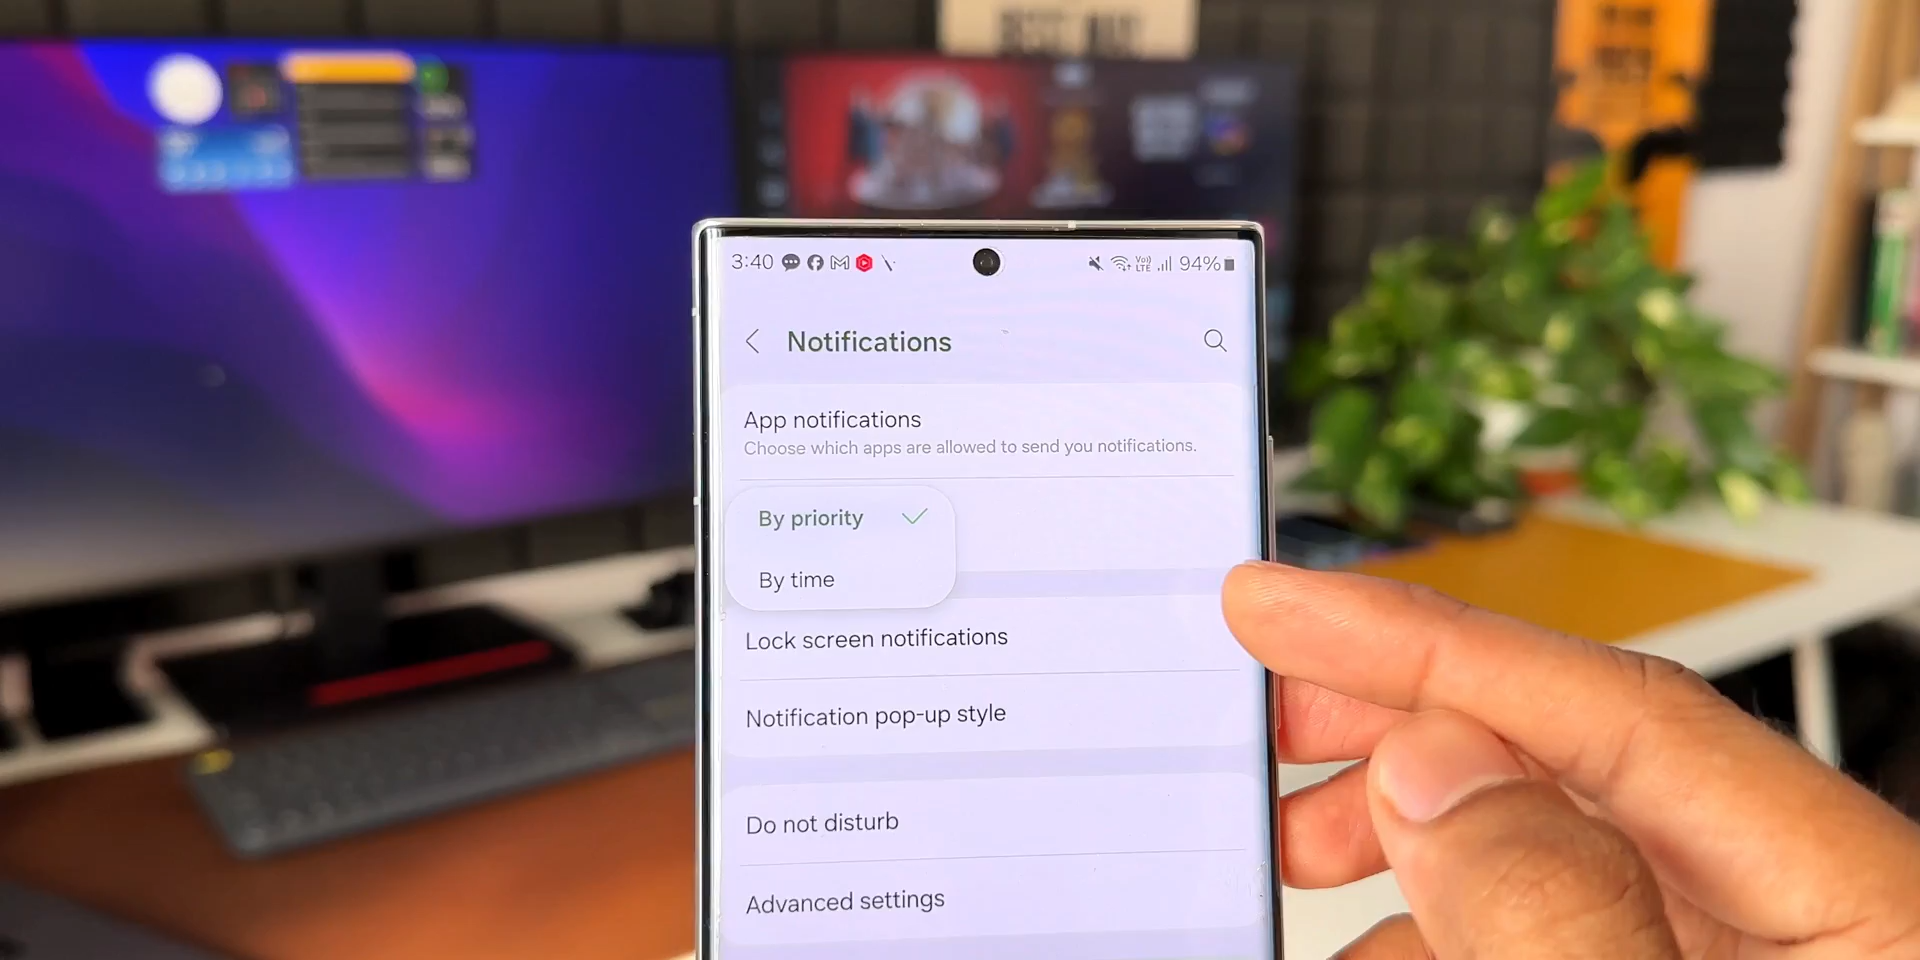 3:40 94%
Notifications
App notifications
Choose which apps are allowed to send you notifications.
By priority
By time
Lock screen notifications
Notification pop-up style
Do not disturb
Advanced settings